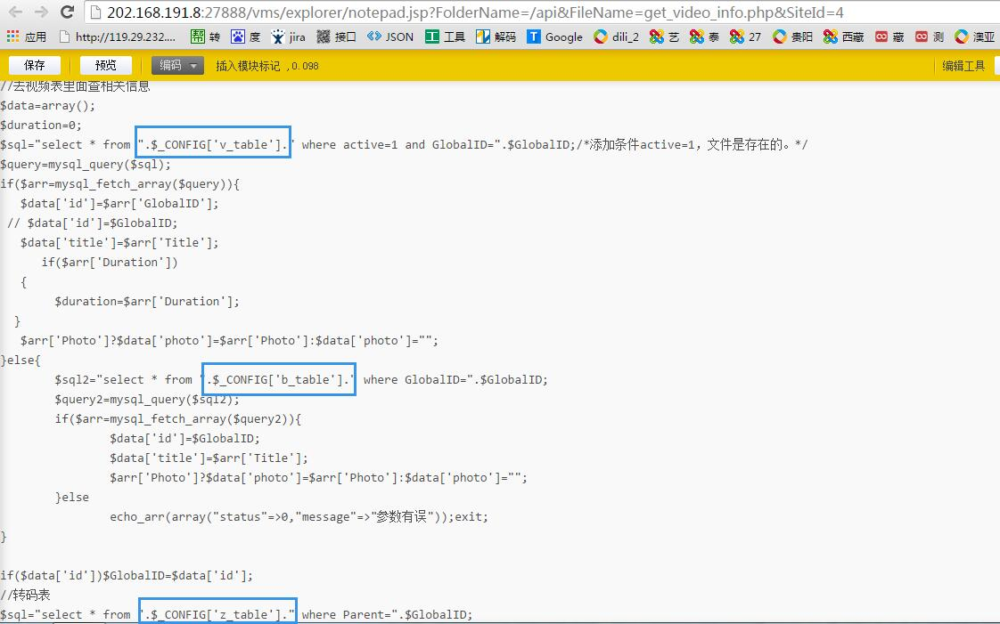 202.168.191.8:27888/vms/explorer/notepad.jsp?FolderName=/api&FileName=get_video_info.php&SiteId=4
应用 http://119.29.232.... 帮 转 度 jira 接口 JSON 工具 解码 T Google dili_2 艺 泰 27 贵阳 西藏 藏 测 澳亚
保存 预览 编码 插入模块标记 , 0. 098 编辑工具
//去视频表里面查相关信息
$data=array();
$duration=0;
$sql="select * from ".$_CONFIG['v_table']." where active=1 and GlobalID=".$GlobalID;/*添加条件active=1，文件是存在的。*/
$query=mysql_query($sql);
if($arr=mysql_fetch_array($query)){
$data['id']=$arr['GlobalID'];
// $data['id']=$GlobalID;
$data['title']=$arr['Title'];
if($arr['Duration'])
{
$duration=$arr['Duration'];
}
$arr['Photo']?$data['photo']=$arr['Photo']:$data['photo']="";
}else{
$sql2="select * from ".$_CONFIG['b_table']." where GlobalID=".$GlobalID;
$query2=mysql_query($sql2);
if($arr=mysql_fetch_array($query2)){
$data['id']=$GlobalID;
$data['title']=$arr['Title'];
$arr['Photo']?$data['photo']=$arr['Photo']:$data['photo']="";
}else
echo_arr(array("status"=>0,"message"=>"参数有误"));exit;
}
if($data['id'])$GlobalID=$data['id'];
//转码表
$sql="select * from ".$_CONFIG['z_table']." where Parent=".$GlobalID;